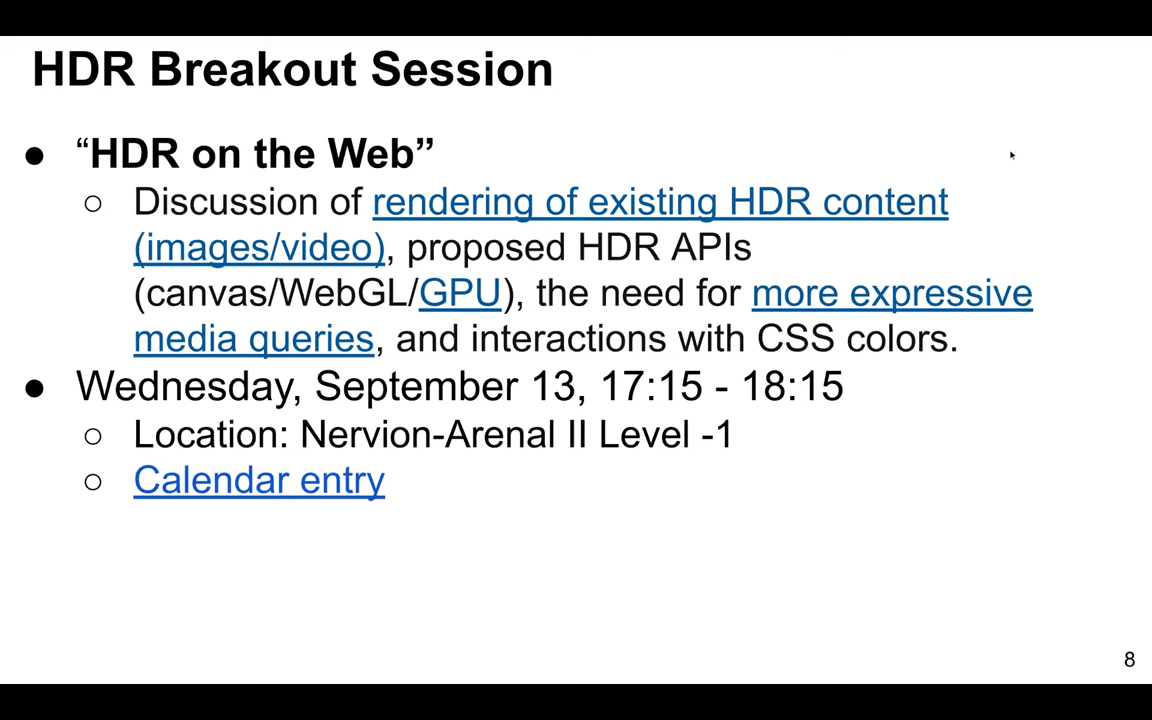 HDR Breakout Session
● “HDR on the Web”
○ Discussion of rendering of existing HDR content
(images/video), proposed HDR APIs
(canvas/WebGL/GPU), the need for more expressive
media queries, and interactions with CSS colors.
● Wednesday, September 13, 17:15 - 18:15
○ Location: Nervion-Arenal II Level -1
○ Calendar entry
8